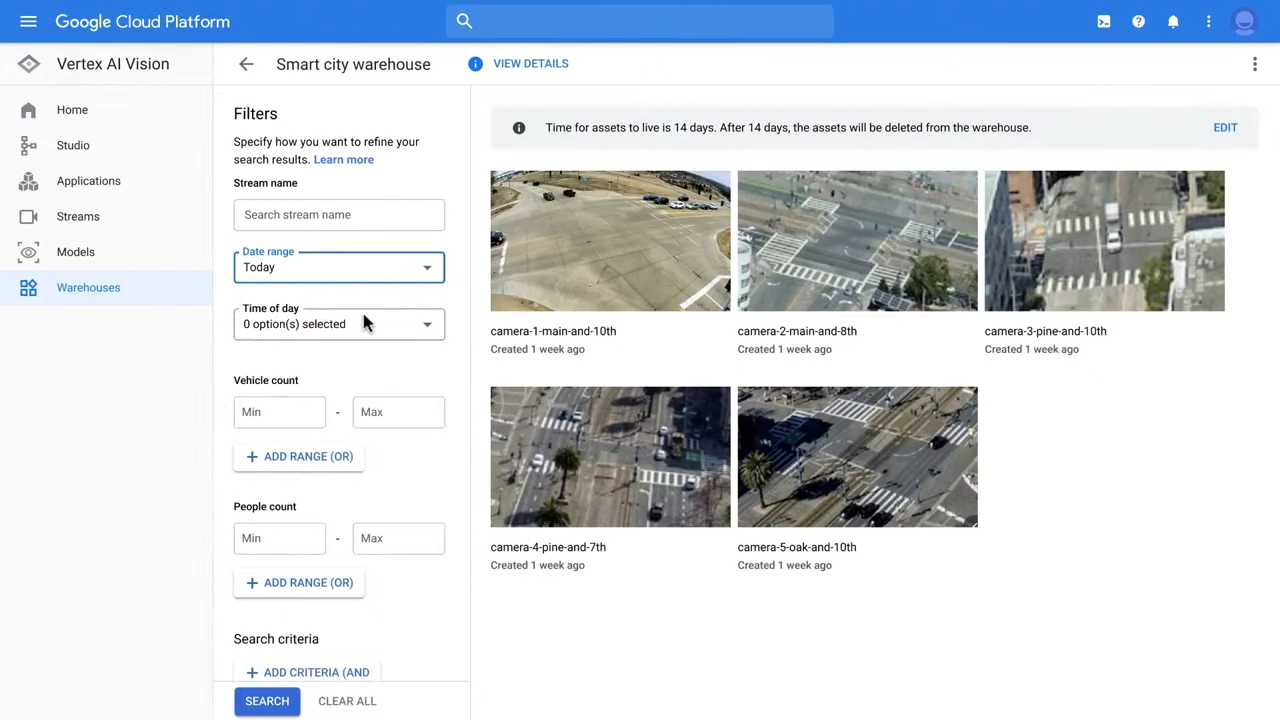 Google Cloud Platform
Vertex AI Vision
Smart city warehouse
VIEW DETAILS
Home
Studio
Applications
Streams
Models
Warehouses
Filters
Specify how you want to refine your
search results. Learn more
Stream name
Search stream name
Date range
Today
Time of day
0 option(s) selected
Vehicle count
Min - Max
+ ADD RANGE (OR)
People count
Min - Max
+ ADD RANGE (OR)
Search criteria
+ ADD CRITERIA (AND
SEARCH CLEAR ALL
Time for assets to live is 14 days. After 14 days, the assets will be deleted from the warehouse. EDIT
camera-1-main-and-10th
Created 1 week ago
camera-2-main-and-8th
Created 1 week ago
camera-3-pine-and-10th
Created 1 week ago
camera-4-pine-and-7th
Created 1 week ago
camera-5-oak-and-10th
Created 1 week ago